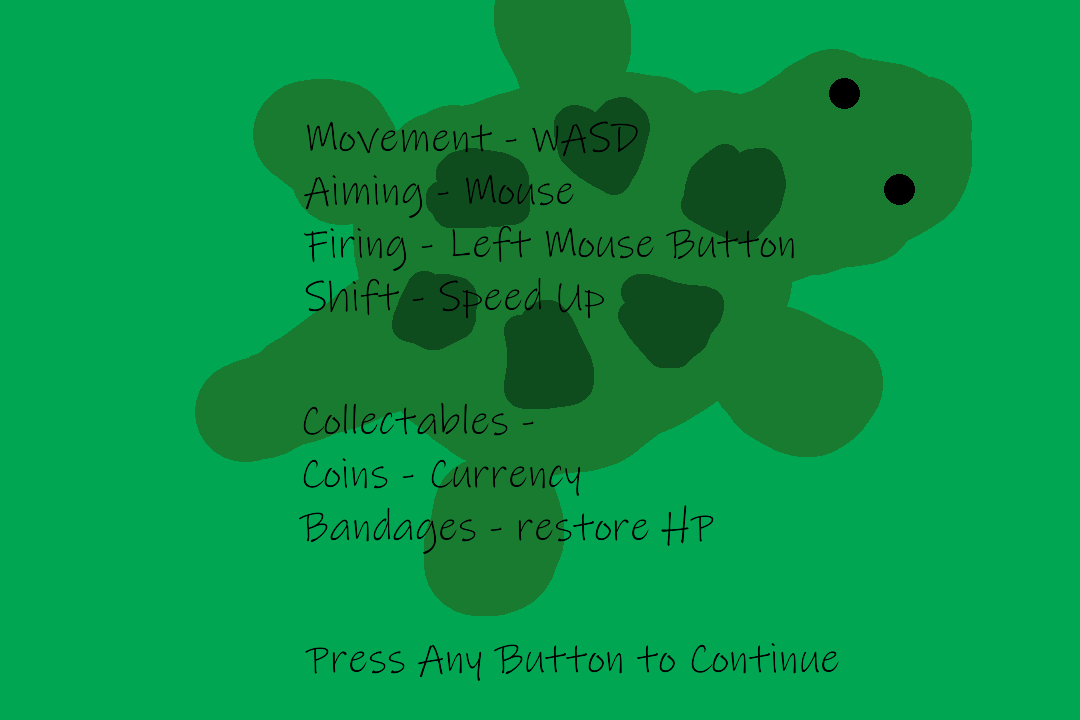 Movement - WASD
Aiming - Mouse
Firing - Left Mouse Button
Shift - Speed Up
Collectables -
Coins - Currency
Bandages - restore HP
Press Any Button to Continue